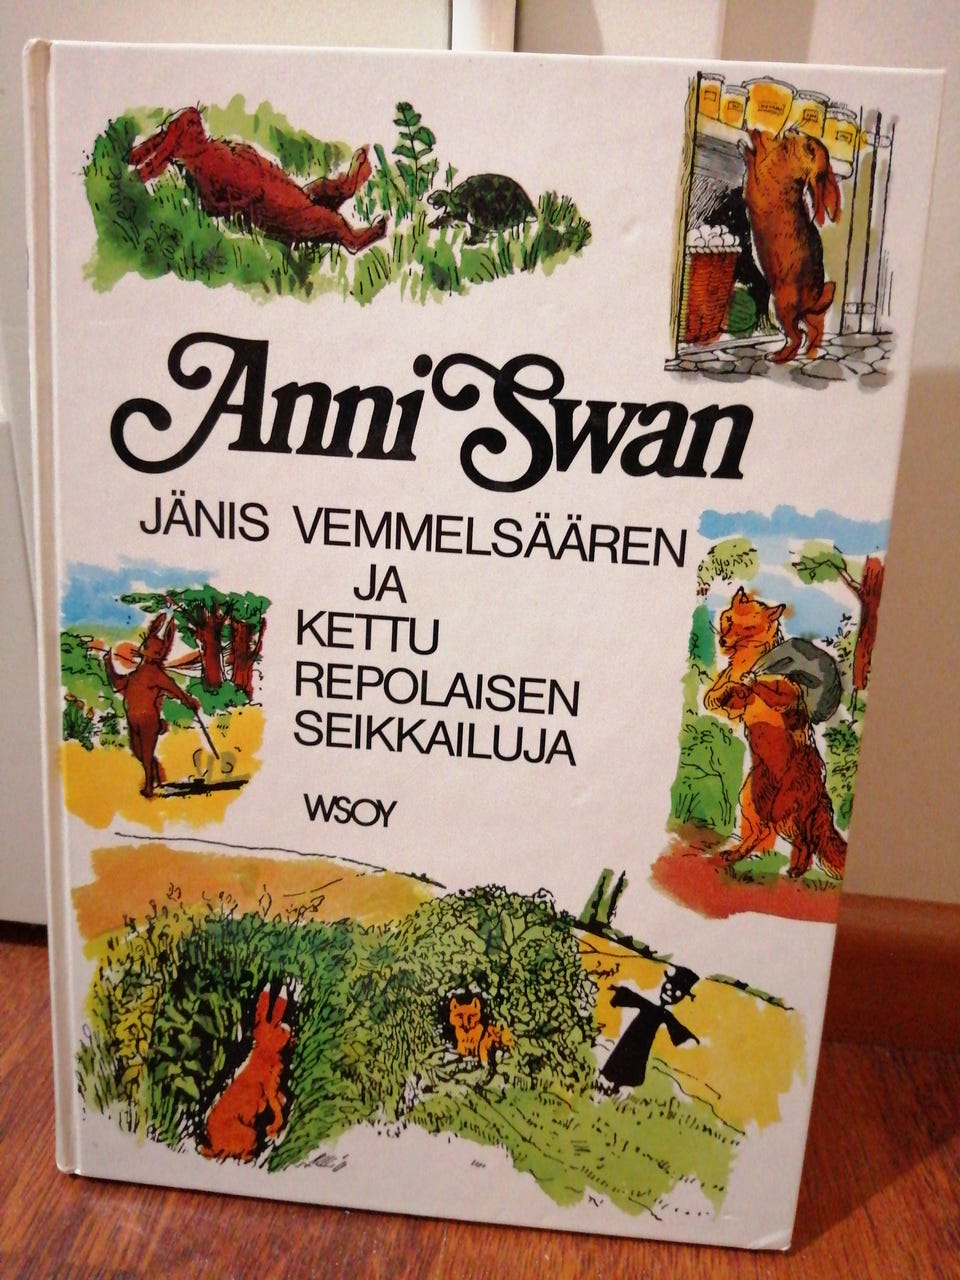 Anni Swan
JÄNIS VEMMELSÄÄREN
JA
KETTU
REPOLAISEN
SEIKKAILUJA
WSOY